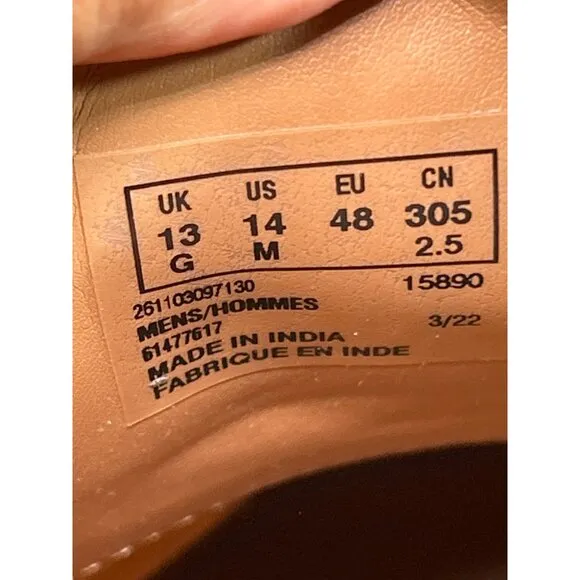 UK US EU CN
13 14 48 305
G M 2.5
261103097130 15890
MENS/HOMMES
61477617 3/22
MADE IN INDIA
FABRIQUE EN INDE